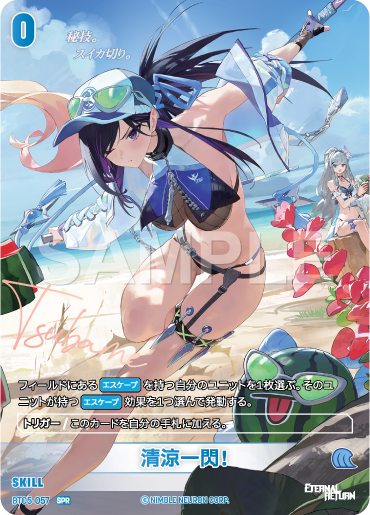 0
秘技。
スイカ切り。
SAMPLE
Tsubame
フィールドにある エスケープ を持つ自分のユニットを1枚選ぶ。そのユ
ニットが持つ エスケープ 効果を1つ選んで発動する。
トリガー / このカードを自分の手札に加える。
清涼一閃!
SKILL
BT05-057 SPR
© NIMBLE NEURON CORP.
ETERNAL RETURN